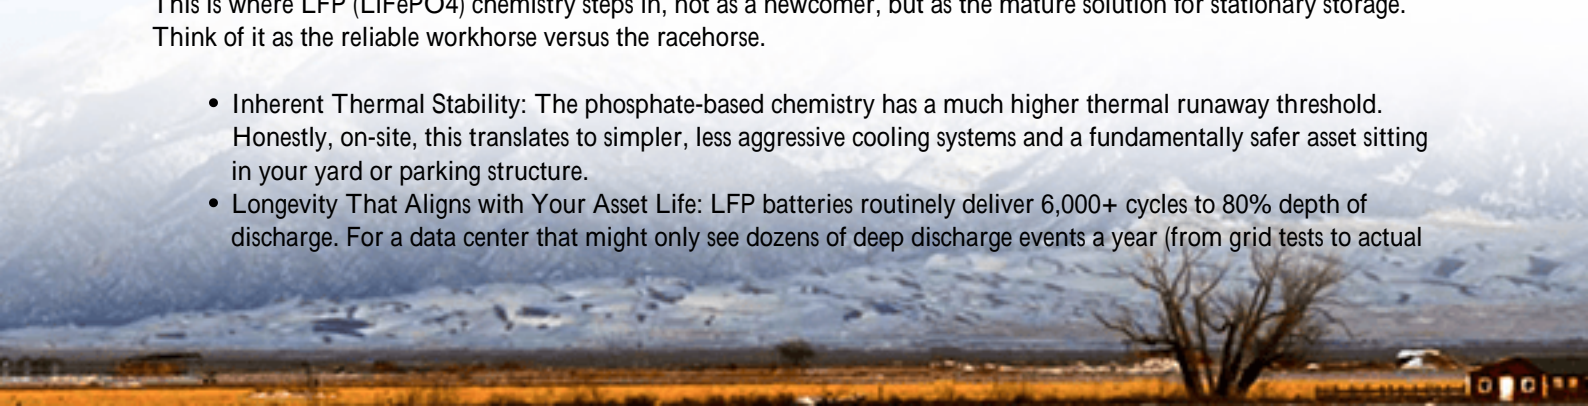 This is where LFP (LiFePO4) chemistry steps in, not as a newcomer, but as the mature solution for stationary storage.
Think of it as the reliable workhorse versus the racehorse.
• Inherent Thermal Stability: The phosphate-based chemistry has a much higher thermal runaway threshold.
Honestly, on-site, this translates to simpler, less aggressive cooling systems and a fundamentally safer asset sitting
in your yard or parking structure.
• Longevity That Aligns with Your Asset Life: LFP batteries routinely deliver 6,000+ cycles to 80% depth of
discharge. For a data center that might only see dozens of deep discharge events a year (from grid tests to actual